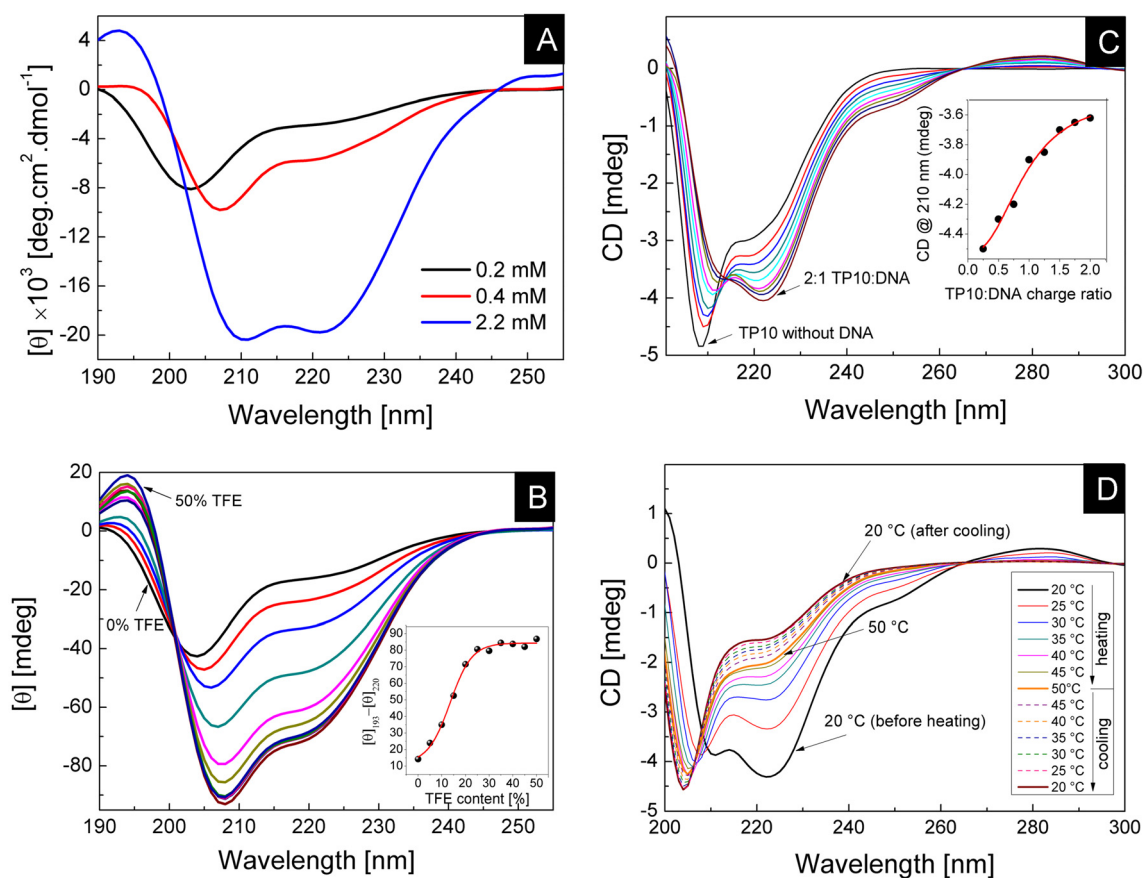 A
[θ] ×10³ [deg.cm².dmol⁻¹]
4
0
-4
-8
-12
-16
-20
0.2 mM
0.4 mM
2.2 mM
190 200 210 220 230 240 250
Wavelength [nm]
C
CD [mdeg]
0
-1
-2
-3
-4
-5
CD @ 210 nm (mdeg)
-3.6
-3.8
-4.0
-4.2
-4.4
0.0 0.5 1.0 1.5 2.0
TP10:DNA charge ratio
2:1 TP10:DNA
TP10 without DNA
220 240 260 280 300
Wavelength [nm]
B
[θ] [mdeg]
20
0
-20
-40
-60
-80
50% TFE
0% TFE
[θ]₁₉₃–[θ]₂₂₀
90
80
70
60
50
40
30
20
10
0 10 20 30 40 50
TFE content [%]
190 200 210 220 230 240 250
Wavelength [nm]
D
CD [mdeg]
1
0
-1
-2
-3
-4
-5
20 °C (after cooling)
50 °C
20 °C (before heating)
20 °C
25 °C
30 °C
35 °C
40 °C
45 °C
50°C
45 °C
40 °C
35 °C
30 °C
25 °C
20 °C
heating
cooling
200 220 240 260 280 300
Wavelength [nm]